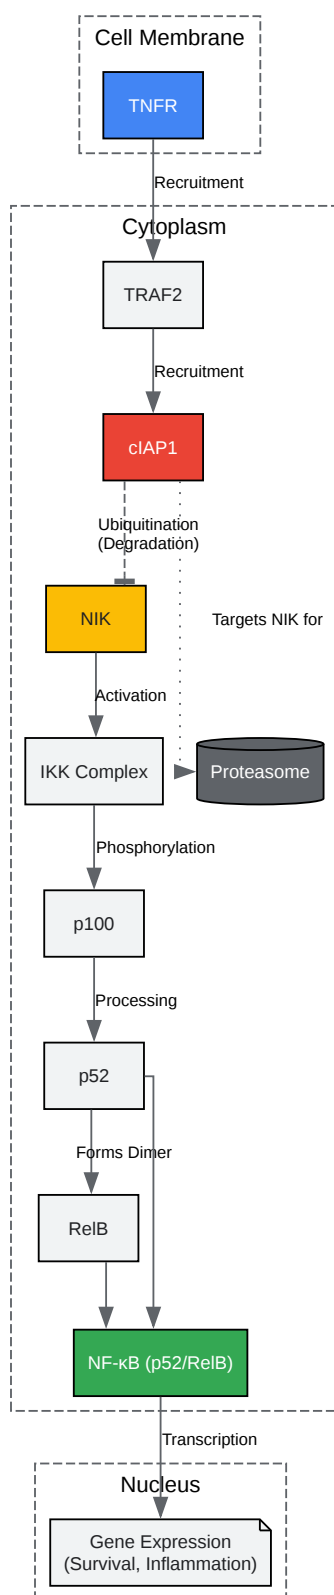 Cell Membrane
TNFR
Recruitment
Cytoplasm
TRAF2
Recruitment
cIAP1
Ubiquitination
(Degradation)
NIK
Targets NIK for
Activation
IKK Complex
Proteasome
Phosphorylation
p100
Processing
p52
Forms Dimer
RelB
NF-κB (p52/RelB)
Transcription
Nucleus
Gene Expression
(Survival, Inflammation)